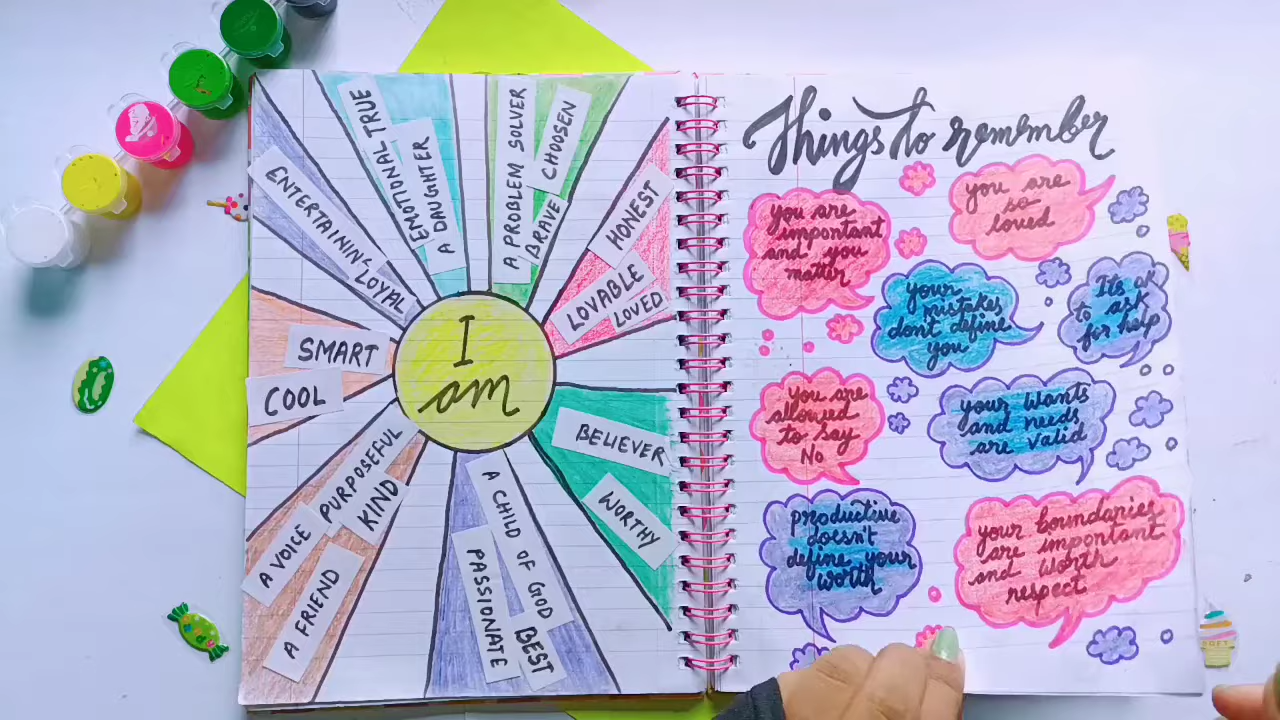 I
am
EMOTIONAL TRUE
A DAUGHTER
A PROBLEM SOLVER
BRAVE
CHOOSEN
HONEST
LOVABLE
LOVED
BELIEVER
WORTHY
A CHILD OF GOD
BEST
PASSIONATE
PURPOSEFUL
KIND
A VOICE
A FRIEND
SMART
COOL
ENTERTAINING
LOYAL
Things to remember
you are
important
and you
matter
you are
so
loved
your
mistakes
don't define
you
Its ok
to ask
for help
you are
allowed
to say
No
your wants
and needs
are valid
productive
doesn't
define your
worth
your boundaries
are important
and worth
respect